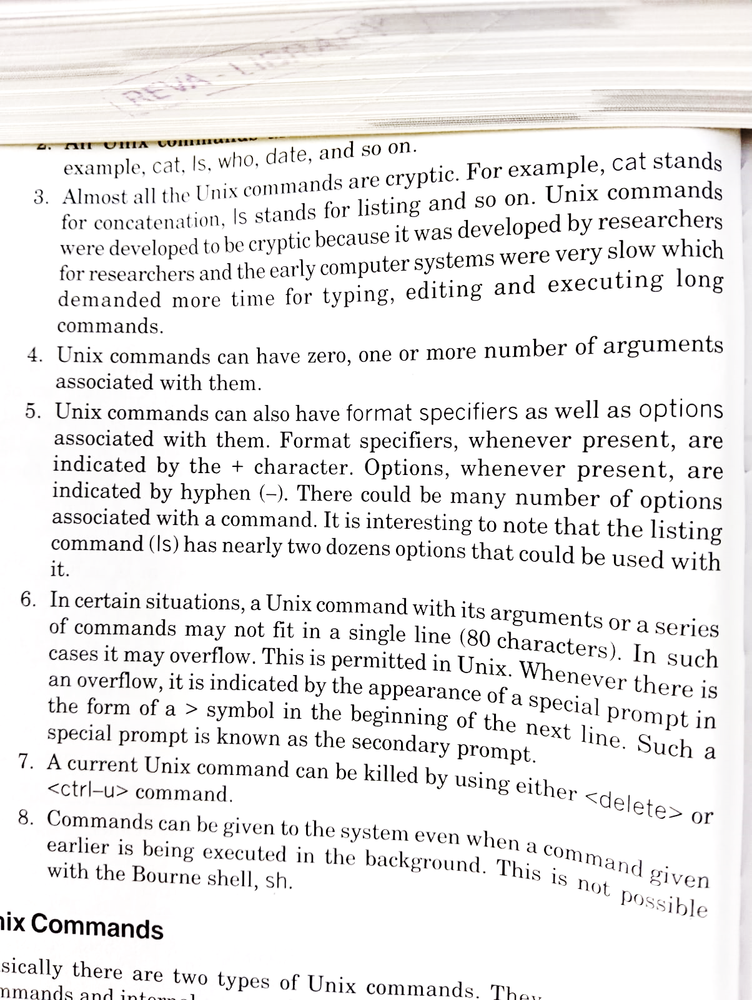 REVA - LIBRARY
2. All Unix commands
example, cat, ls, who, date, and so on.
3. Almost all the Unix commands are cryptic. For example, cat stands
for concatenation, ls stands for listing and so on. Unix commands
were developed to be cryptic because it was developed by researchers
for researchers and the early computer systems were very slow which
demanded more time for typing, editing and executing long
commands.
4. Unix commands can have zero, one or more number of arguments
associated with them.
5. Unix commands can also have format specifiers as well as options
associated with them. Format specifiers, whenever present, are
indicated by the + character. Options, whenever present, are
indicated by hyphen (–). There could be many number of options
associated with a command. It is interesting to note that the listing
command (ls) has nearly two dozens options that could be used with
it.
6. In certain situations, a Unix command with its arguments or a series
of commands may not fit in a single line (80 characters). In such
cases it may overflow. This is permitted in Unix. Whenever there is
an overflow, it is indicated by the appearance of a special prompt in
the form of a > symbol in the beginning of the next line. Such a
special prompt is known as the secondary prompt.
7. A current Unix command can be killed by using either <delete> or
<ctrl–u> command.
8. Commands can be given to the system even when a command given
earlier is being executed in the background. This is not possible
with the Bourne shell, sh.
nix Commands
sically there are two types of Unix commands. They
mmands and internal